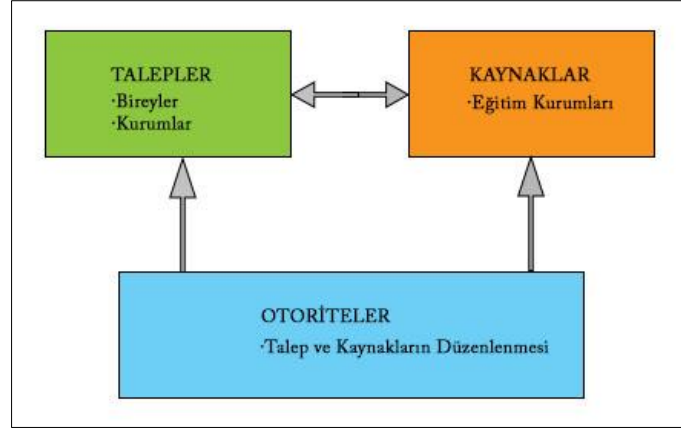 TALEPLER
·Bireyler
·Kurumlar
KAYNAKLAR
·Eğitim Kurumları
OTORİTELER
·Talep ve Kaynakların Düzenlenmesi